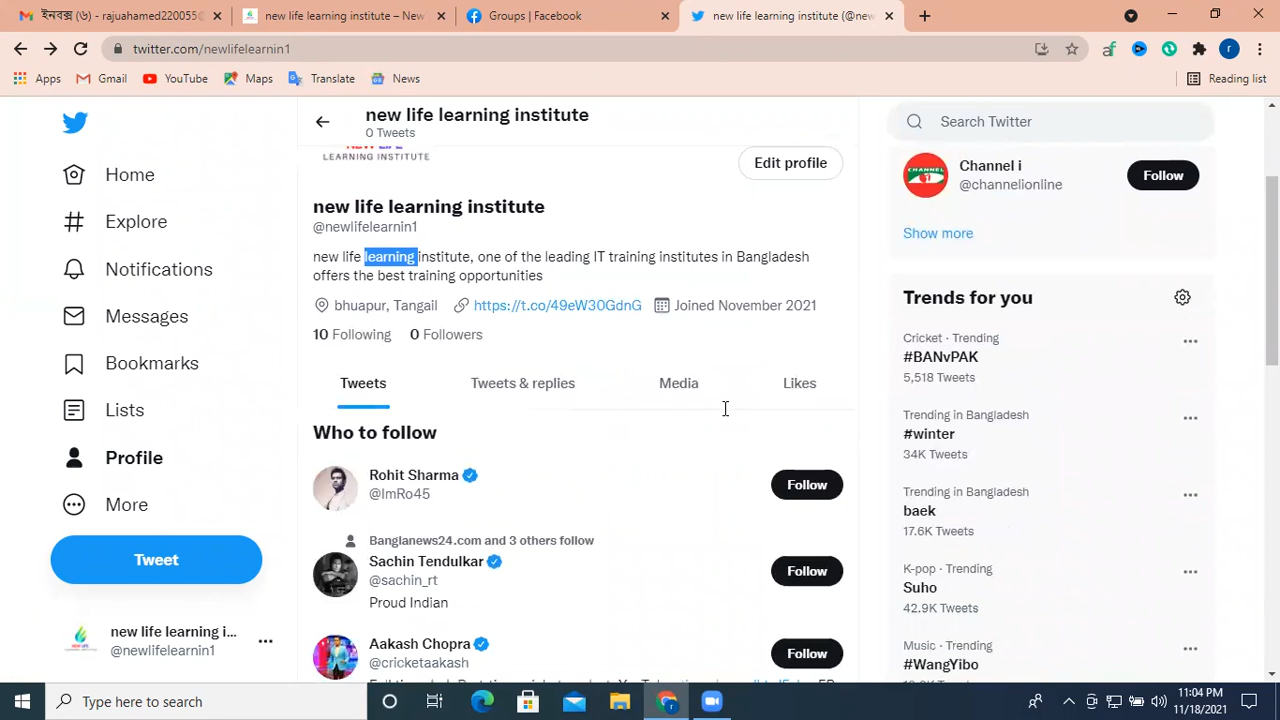 ইনবক্স (৬) - rajuahamed220055@
new life learning institute - New
Groups | Facebook
new life learning institute (@new
twitter.com/newlifelearnin1
Apps
Gmail
YouTube
Maps
Translate
News
Reading list
af
r
new life learning institute
0 Tweets
Search Twitter
Home
Explore
Notifications
Messages
Bookmarks
Lists
Profile
More
Tweet
new life learning i...
@newlifelearnin1
LEARNING INSTITUTE
Edit profile
new life learning institute
@newlifelearnin1
new life learning institute, one of the leading IT training institutes in Bangladesh
offers the best training opportunities
bhuapur, Tangail https://t.co/49eW30GdnG Joined November 2021
10 Following 0 Followers
Tweets Tweets & replies Media Likes
Who to follow
Rohit Sharma
@ImRo45
Follow
Banglanews24.com and 3 others follow
Sachin Tendulkar
@sachin_rt
Proud Indian
Follow
Aakash Chopra
@cricketaakash
Follow
CHANNEL
Channel i
@channelionline
Follow
Show more
Trends for you
Cricket · Trending
#BANvPAK
5,518 Tweets
Trending in Bangladesh
#winter
34K Tweets
Trending in Bangladesh
baek
17.6K Tweets
K-pop · Trending
Suho
42.9K Tweets
Music · Trending
#WangYibo
Type here to search
11:04 PM
11/18/2021